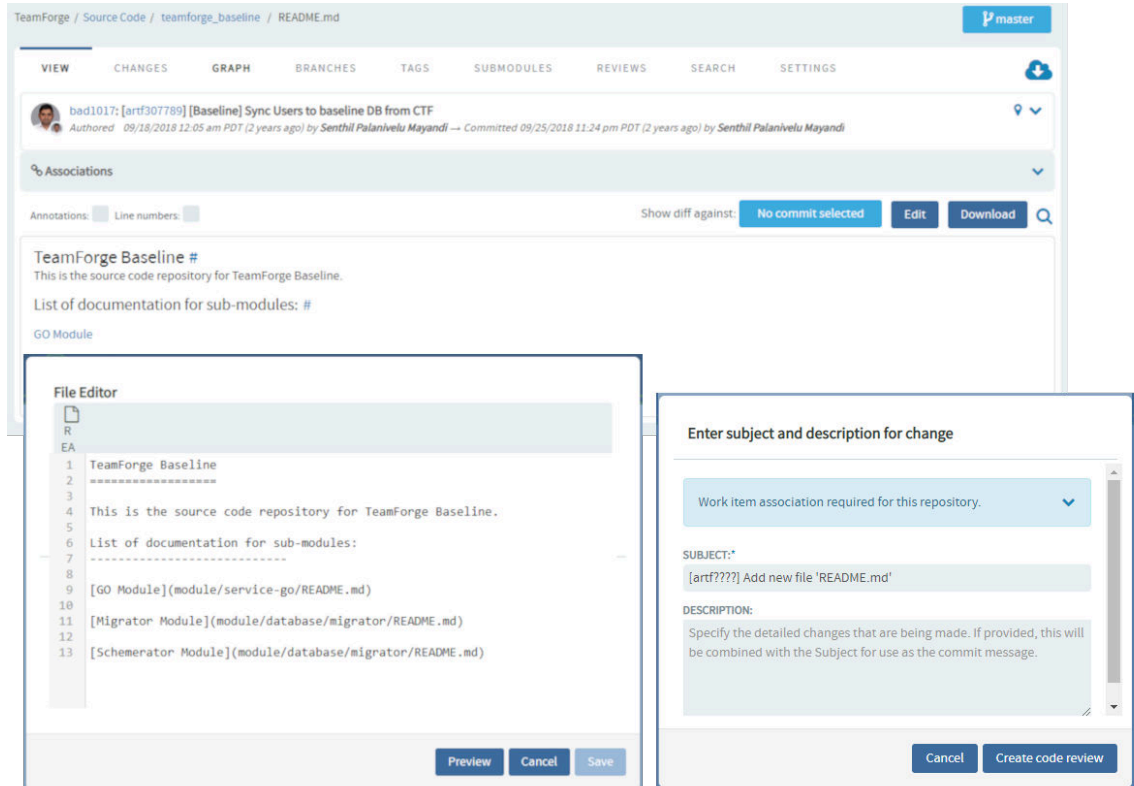 TeamForge / Source Code / teamforge_baseline / README.md
master
VIEW CHANGES GRAPH BRANCHES TAGS SUBMODULES REVIEWS SEARCH SETTINGS
bad1017: [artf307789] [Baseline] Sync Users to baseline DB from CTF
Authored 09/18/2018 12:05 am PDT (2 years ago) by Senthil Palanivelu Mayandi → Committed 09/25/2018 11:24 pm PDT (2 years ago) by Senthil Palanivelu Mayandi
Associations
Annotations: Line numbers: Show diff against: No commit selected Edit Download
TeamForge Baseline #
This is the source code repository for TeamForge Baseline.
List of documentation for sub-modules: #
GO Module
File Editor
R
EA
1 TeamForge Baseline
2 ==================
3
4 This is the source code repository for TeamForge Baseline.
5
6 List of documentation for sub-modules:
7 ----------------------------
8
9 [GO Module](module/service-go/README.md)
10
11 [Migrator Module](module/database/migrator/README.md)
12
13 [Schemerator Module](module/database/migrator/README.md)
Preview Cancel Save
Enter subject and description for change
Work item association required for this repository.
SUBJECT:*
[artf????] Add new file 'README.md'
DESCRIPTION:
Specify the detailed changes that are being made. If provided, this will
be combined with the Subject for use as the commit message.
Cancel Create code review